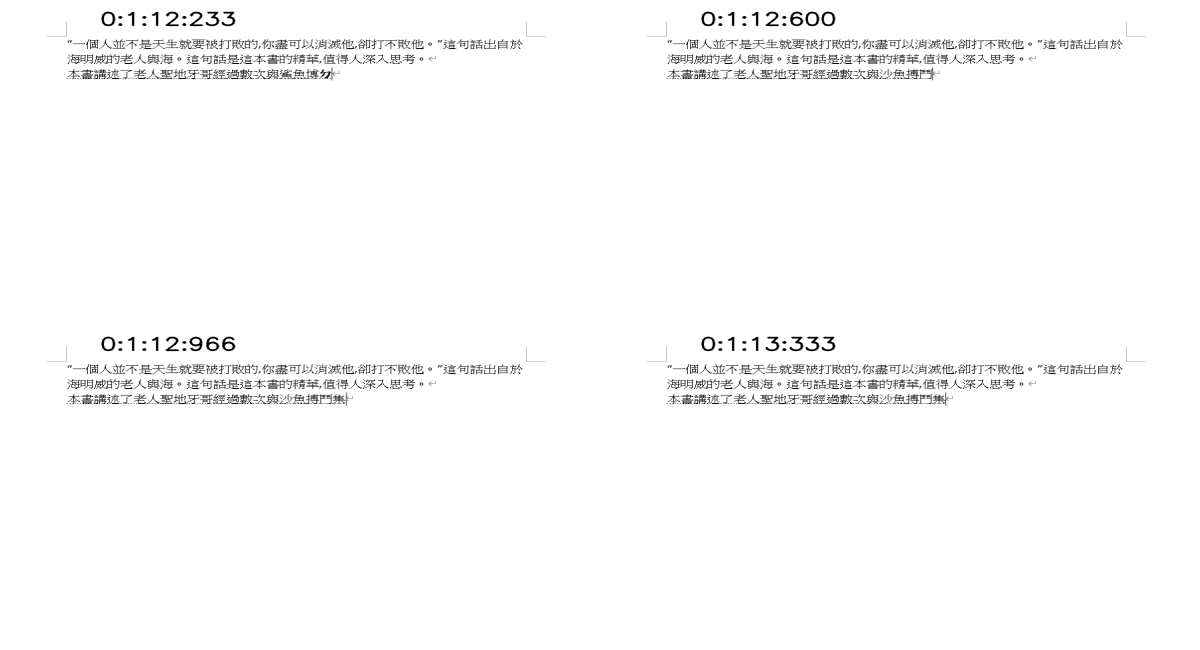 0:1:12:233
“一個人並不是天生就要被打敗的,你盡可以消滅他,卻打不敗他。”這句話出自於
海明威的老人與海。這句話是這本書的精華,值得人深入思考。
本書講述了老人聖地牙哥經過數次與鯊魚博ㄉ
0:1:12:600
“一個人並不是天生就要被打敗的,你盡可以消滅他,卻打不敗他。”這句話出自於
海明威的老人與海。這句話是這本書的精華,值得人深入思考。
本書講述了老人聖地牙哥經過數次與沙魚搏鬥
0:1:12:966
“一個人並不是天生就要被打敗的,你盡可以消滅他,卻打不敗他。”這句話出自於
海明威的老人與海。這句話是這本書的精華,值得人深入思考。
本書講述了老人聖地牙哥經過數次與沙魚搏鬥集
0:1:13:333
“一個人並不是天生就要被打敗的,你盡可以消滅他,卻打不敗他。”這句話出自於
海明威的老人與海。這句話是這本書的精華,值得人深入思考。
本書講述了老人聖地牙哥經過數次與沙魚搏鬥集